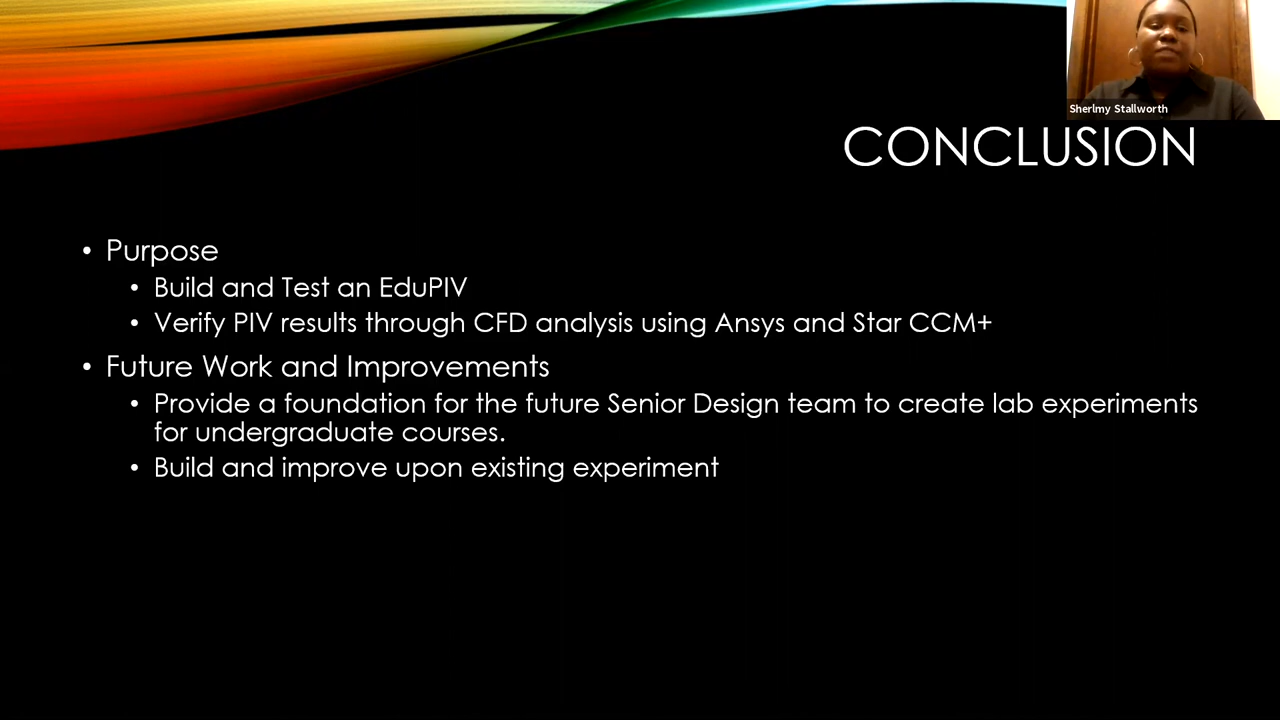 Sherlmy Stallworth
CONCLUSION
• Purpose
• Build and Test an EduPIV
• Verify PIV results through CFD analysis using Ansys and Star CCM+
• Future Work and Improvements
• Provide a foundation for the future Senior Design team to create lab experiments
for undergraduate courses.
• Build and improve upon existing experiment